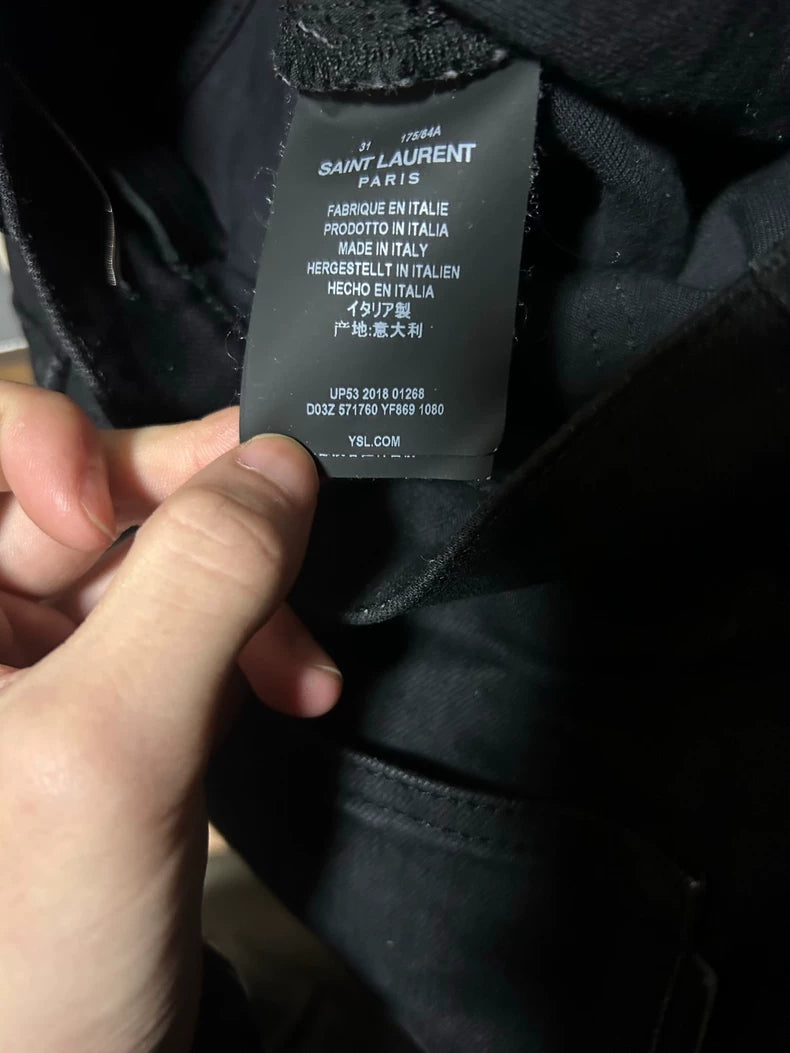 31 175/84A
SAINT LAURENT
PARIS
FABRIQUE EN ITALIE
PRODOTTO IN ITALIA
MADE IN ITALY
HERGESTELLT IN ITALIEN
HECHO EN ITALIA
イタリア製
产地:意大利
UP53 2018 01268
D03Z 571760 YF869 1080
YSL.COM